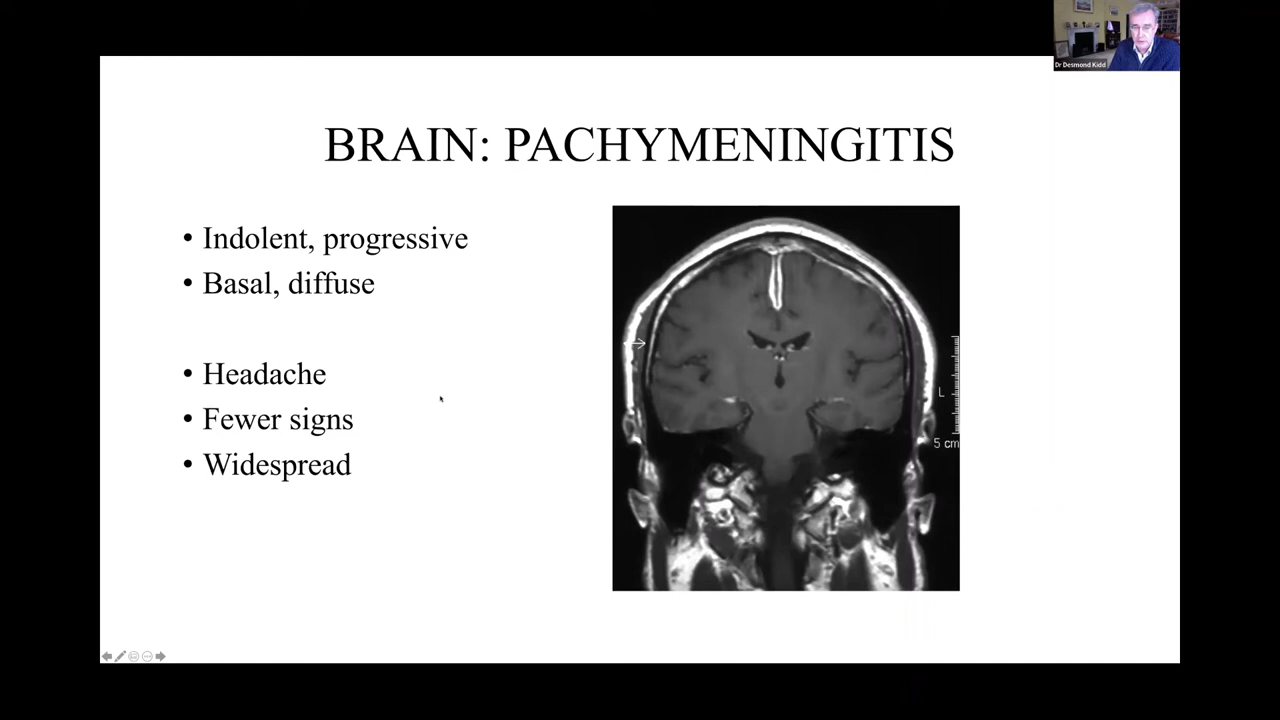 Dr Desmond Kidd
BRAIN: PACHYMENINGITIS
• Indolent, progressive
• Basal, diffuse
• Headache
• Fewer signs
• Widespread
L
5 cm